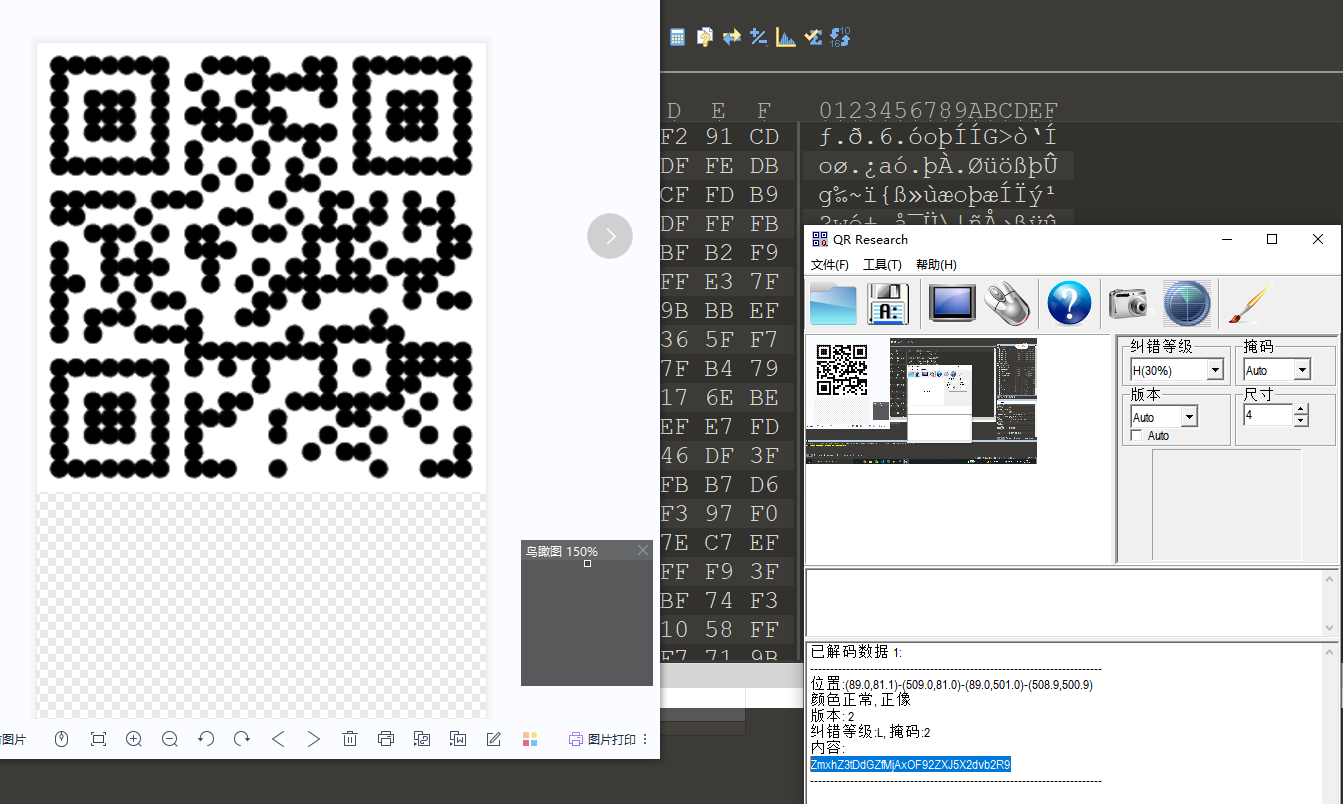 D E F 0123456789ABCDEF
F2 91 CD ƒ.ð.6.óoþÍÍG>ò‘Í
DF FE DB oø.¿aó.þÀ.ØüößþÛ
CF FD B9 g‰~ï{ß»ùæoþæÍÏý¹
DF FF FB
BF B2 F9
FF E3 7F
9B BB EF
36 5F F7
7F B4 79
17 6E BE
EF E7 FD
46 DF 3F
FB B7 D6
F3 97 F0
7E C7 EF
FF F9 3F
BF 74 F3
10 58 FF
F7 71 9B
鸟瞰图 150%
图片
图片打印
QR Research
文件(F) 工具(T) 帮助(H)
纠错等级 掩码
H(30%) Auto
版本 尺寸
Auto 4
Auto
已解码数据 1:
位置:(89.0,81.1)-(509.0,81.0)-(89.0,501.0)-(508.9,500.9)
颜色正常, 正像
版本: 2
纠错等级:L, 掩码:2
内容:
ZmxhZ3tDdGZfMjAxOF92ZXJ5X2dvb2R9